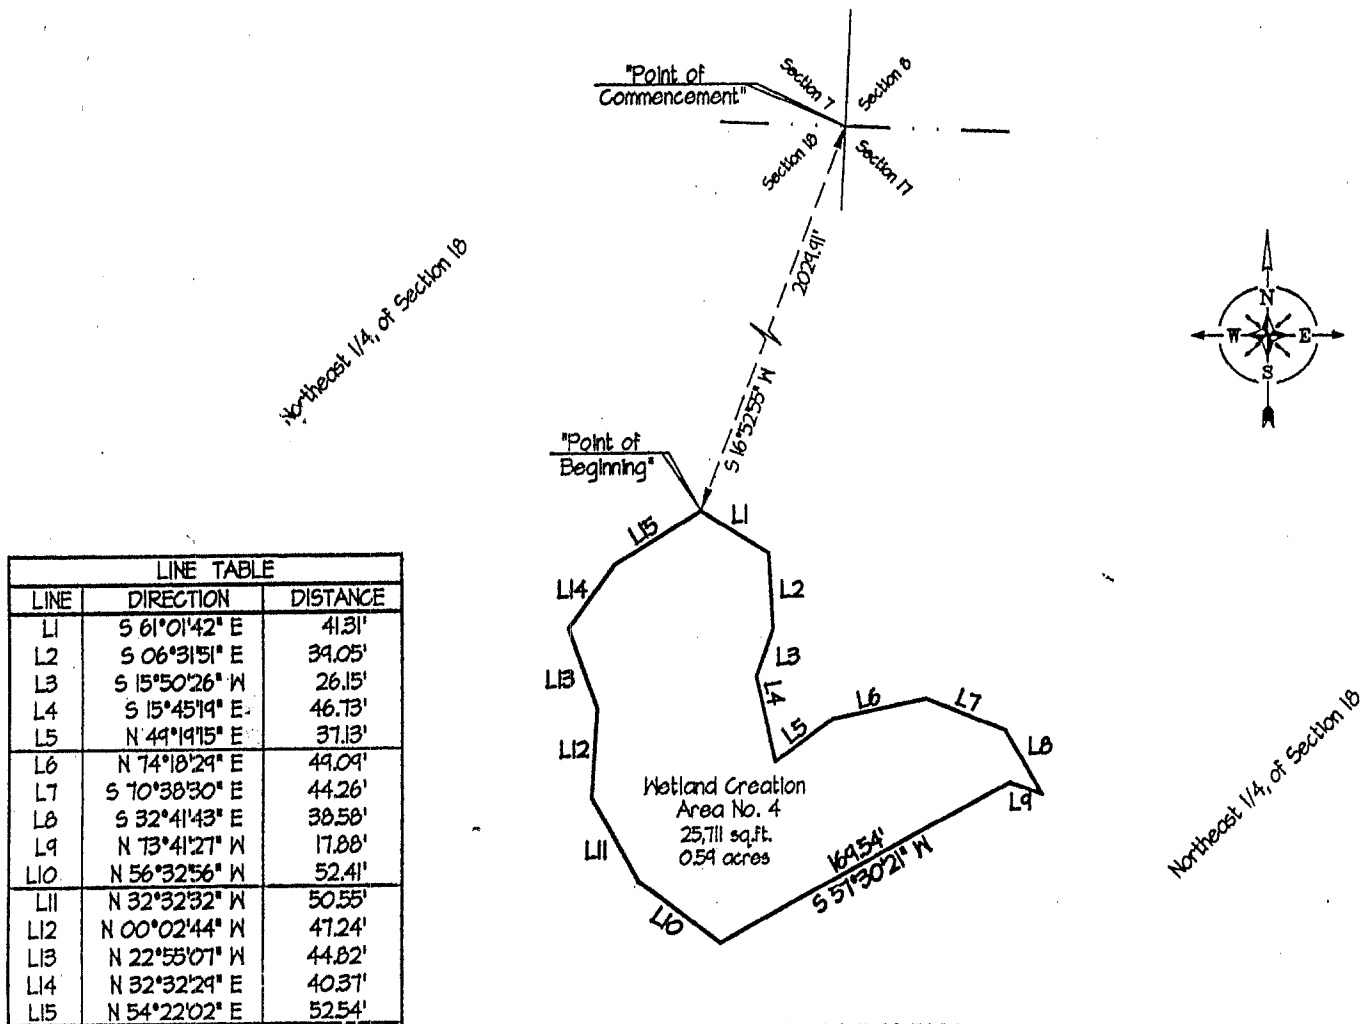 "Point of
Commencement"
Section 7
Section 8
Section 18
Section 17
2029.91'
S 16°52'55" W
Northeast 1/4, of Section 18
N
W E
S
"Point of
Beginning"
L1
L2
L3
L4
L5
L6
L7
L8
L9
169.54'
S 57°30'21" W
L10
L11
L12
L13
L14
L15
Wetland Creation
Area No. 4
25,711 sq.ft.
0.59 acres
Northeast 1/4, of Section 18
LINE TABLE
LINE DIRECTION DISTANCE
L1 S 61°01'42" E 41.31'
L2 S 06°31'51" E 39.05'
L3 S 15°50'26" W 26.15'
L4 S 15°45'19" E 46.73'
L5 N 49°19'15" E 37.13'
L6 N 74°18'29" E 49.09'
L7 S 70°38'30" E 44.26'
L8 S 32°41'43" E 38.58'
L9 N 73°41'27" W 17.88'
L10 N 56°32'56" W 52.41'
L11 N 32°32'32" W 50.55'
L12 N 00°02'44" W 47.24'
L13 N 22°55'07" W 44.82'
L14 N 32°32'29" E 40.37'
L15 N 54°22'02" E 52.54'